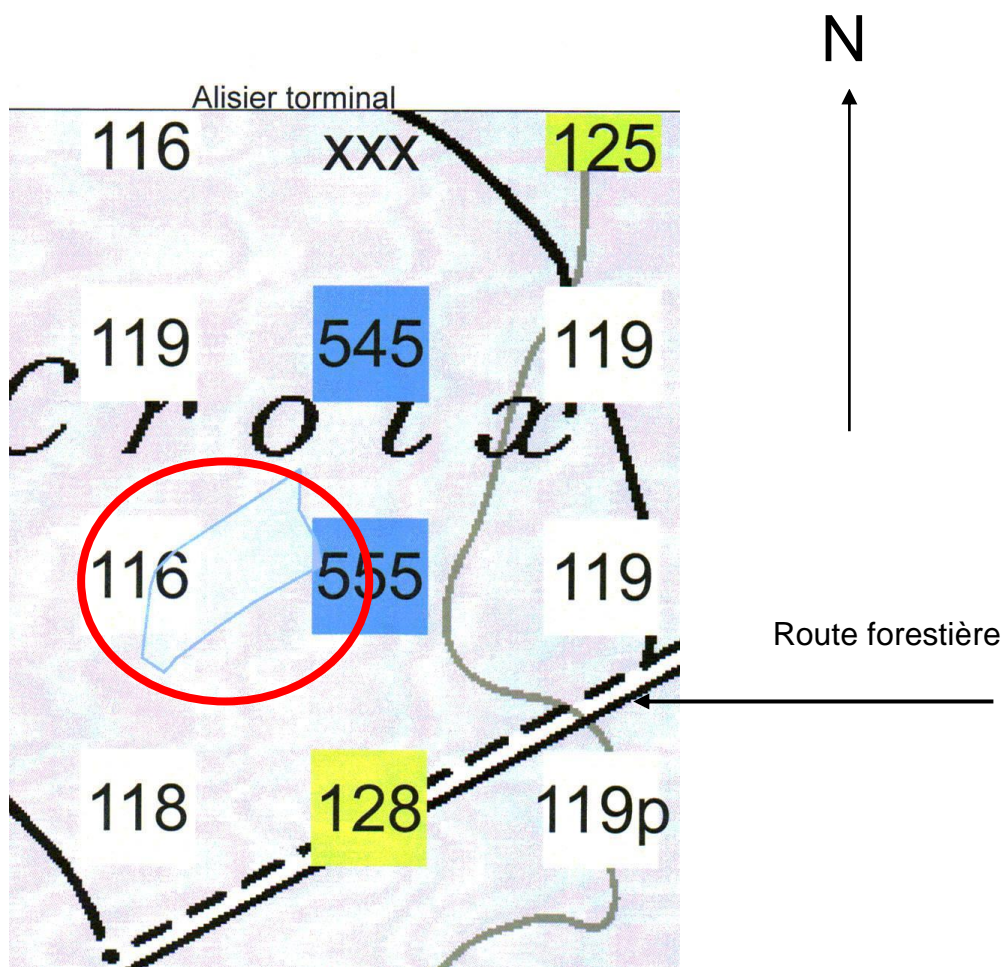 N
Alisier torminal
116 xxx 125
119 545 119
Croix
116 555 119
Route forestière
118 128 119p